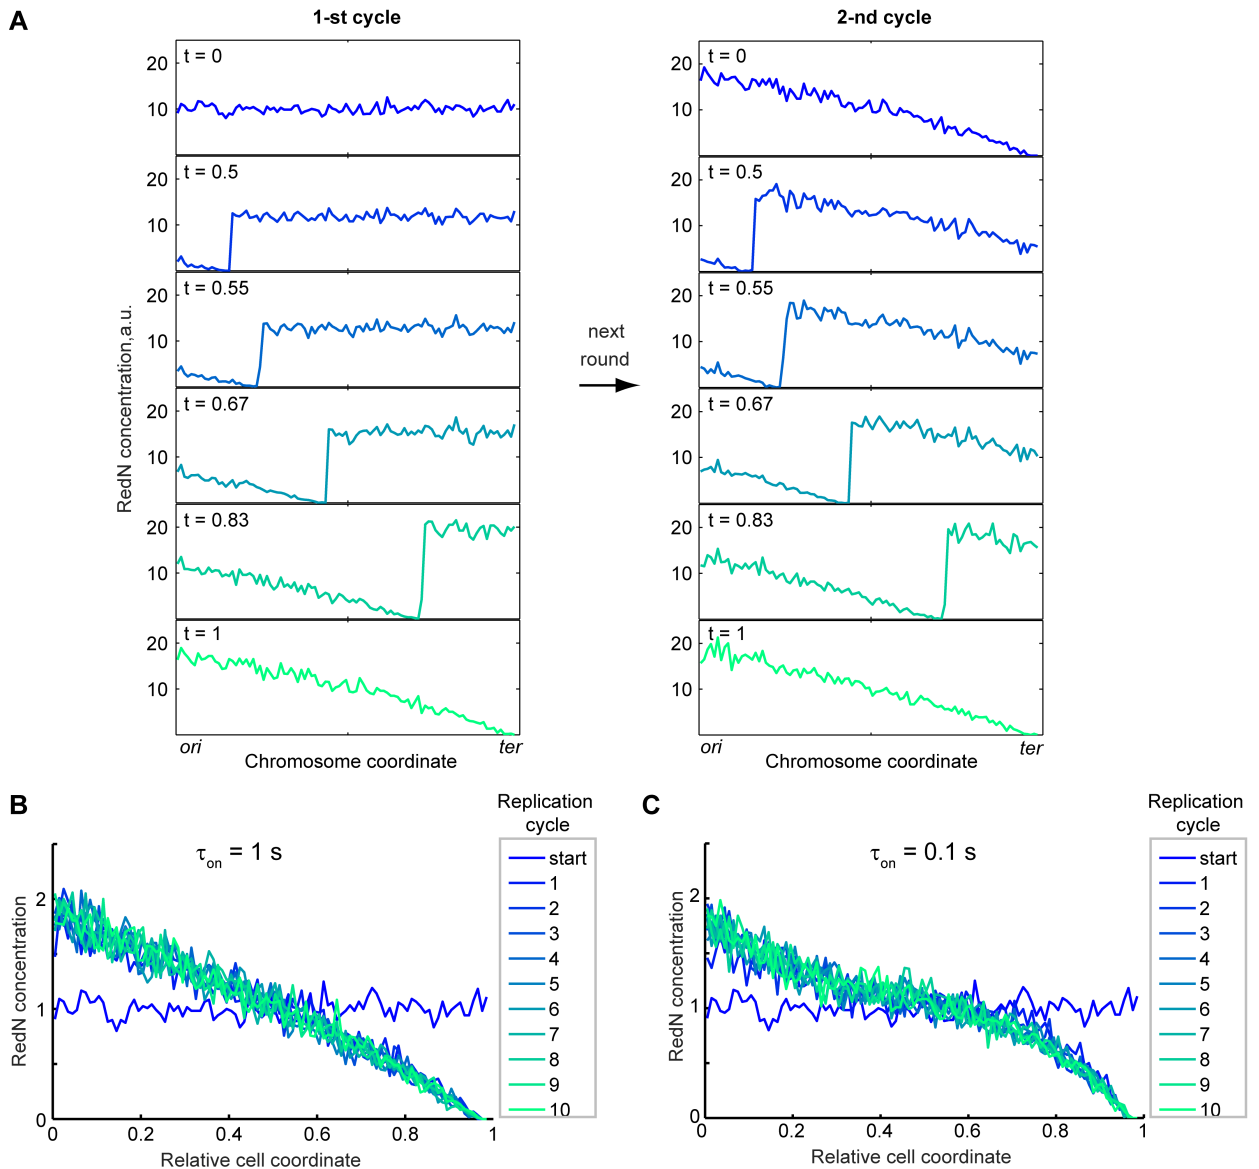 A
1-st cycle
2-nd cycle
t = 0
20
10
t = 0.5
20
10
t = 0.55
20
10
t = 0.67
20
10
t = 0.83
20
10
t = 1
20
10
RedN concentration,a.u.
ori
ter
Chromosome coordinate
next
round
t = 0
20
10
t = 0.5
20
10
t = 0.55
20
10
t = 0.67
20
10
t = 0.83
20
10
t = 1
20
10
ori
ter
Chromosome coordinate
B
τon = 1 s
RedN concentration
2
1
0
0
0.2
0.4
0.6
0.8
1
Relative cell coordinate
Replication
cycle
start
1
2
3
4
5
6
7
8
9
10
C
τon = 0.1 s
RedN concentration
2
1
0
0
0.2
0.4
0.6
0.8
1
Relative cell coordinate
Replication
cycle
start
1
2
3
4
5
6
7
8
9
10